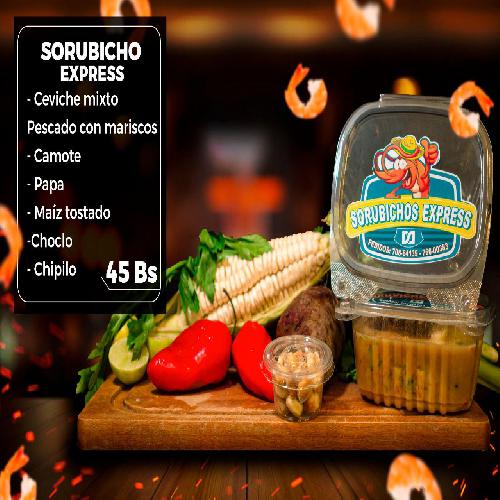 SORUBICHO
EXPRESS
- Ceviche mixto
Pescado con mariscos
- Camote
- Papa
- Maíz tostado
-Choclo
- Chipilo
45 Bs
SORUBICHOS EXPRESS